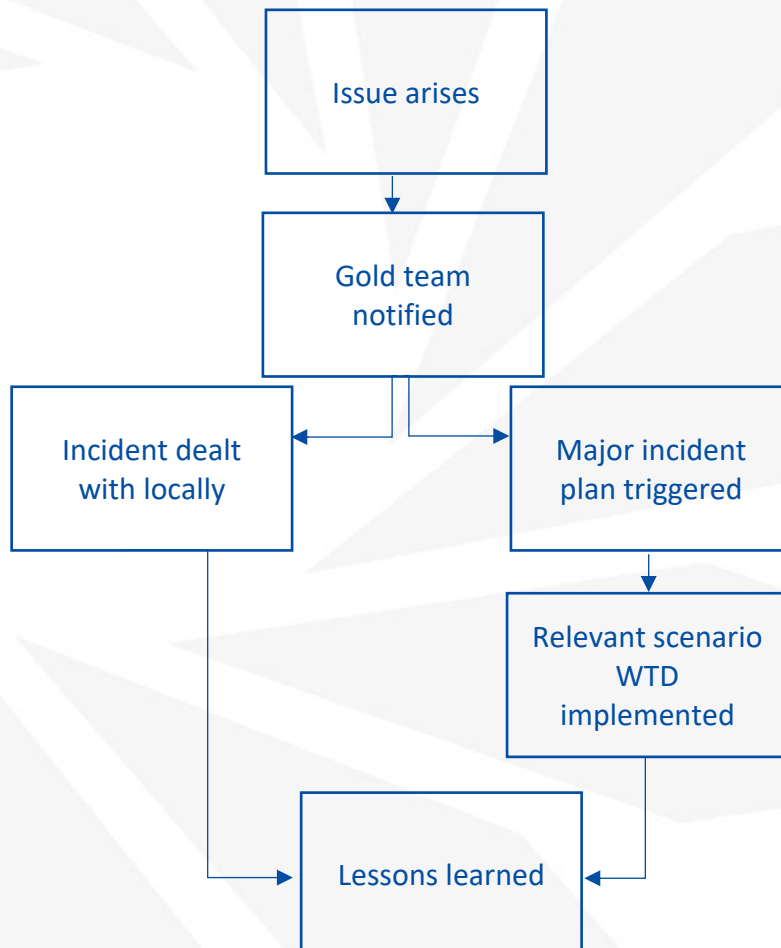 Issue arises
Gold team
notified
Incident dealt
with locally
Major incident
plan triggered
Relevant scenario
WTD
implemented
Lessons learned